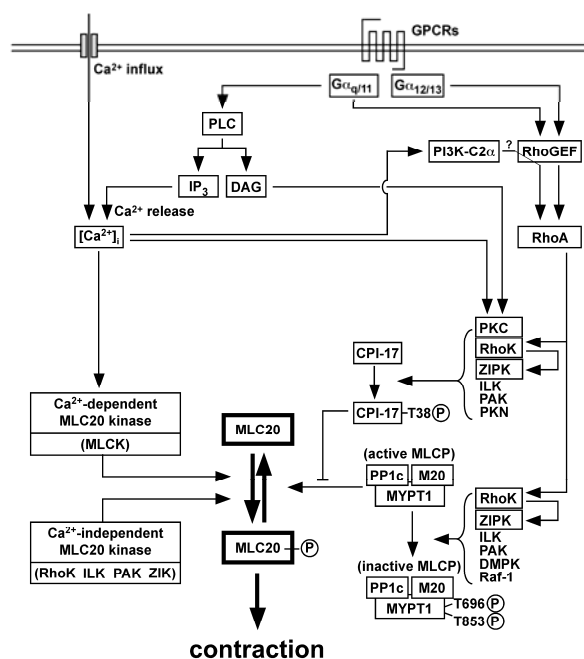 GPCRs
Ca²⁺ influx
Gαq/11
Gα12/13
PLC
PI3K-C2α
?
RhoGEF
IP₃
DAG
Ca²⁺ release
[Ca²⁺]ᵢ
RhoA
PKC
RhoK
ZIPK
ILK
PAK
PKN
CPI-17
CPI-17
T38
P
Ca²⁺-dependent
MLC20 kinase
(MLCK)
MLC20
(active MLCP)
PP1c
M20
MYPT1
RhoK
ZIPK
ILK
PAK
DMPK
Raf-1
Ca²⁺-independent
MLC20 kinase
(RhoK ILK PAK ZIK)
MLC20
P
(inactive MLCP)
PP1c
M20
MYPT1
T696
P
T853
P
contraction